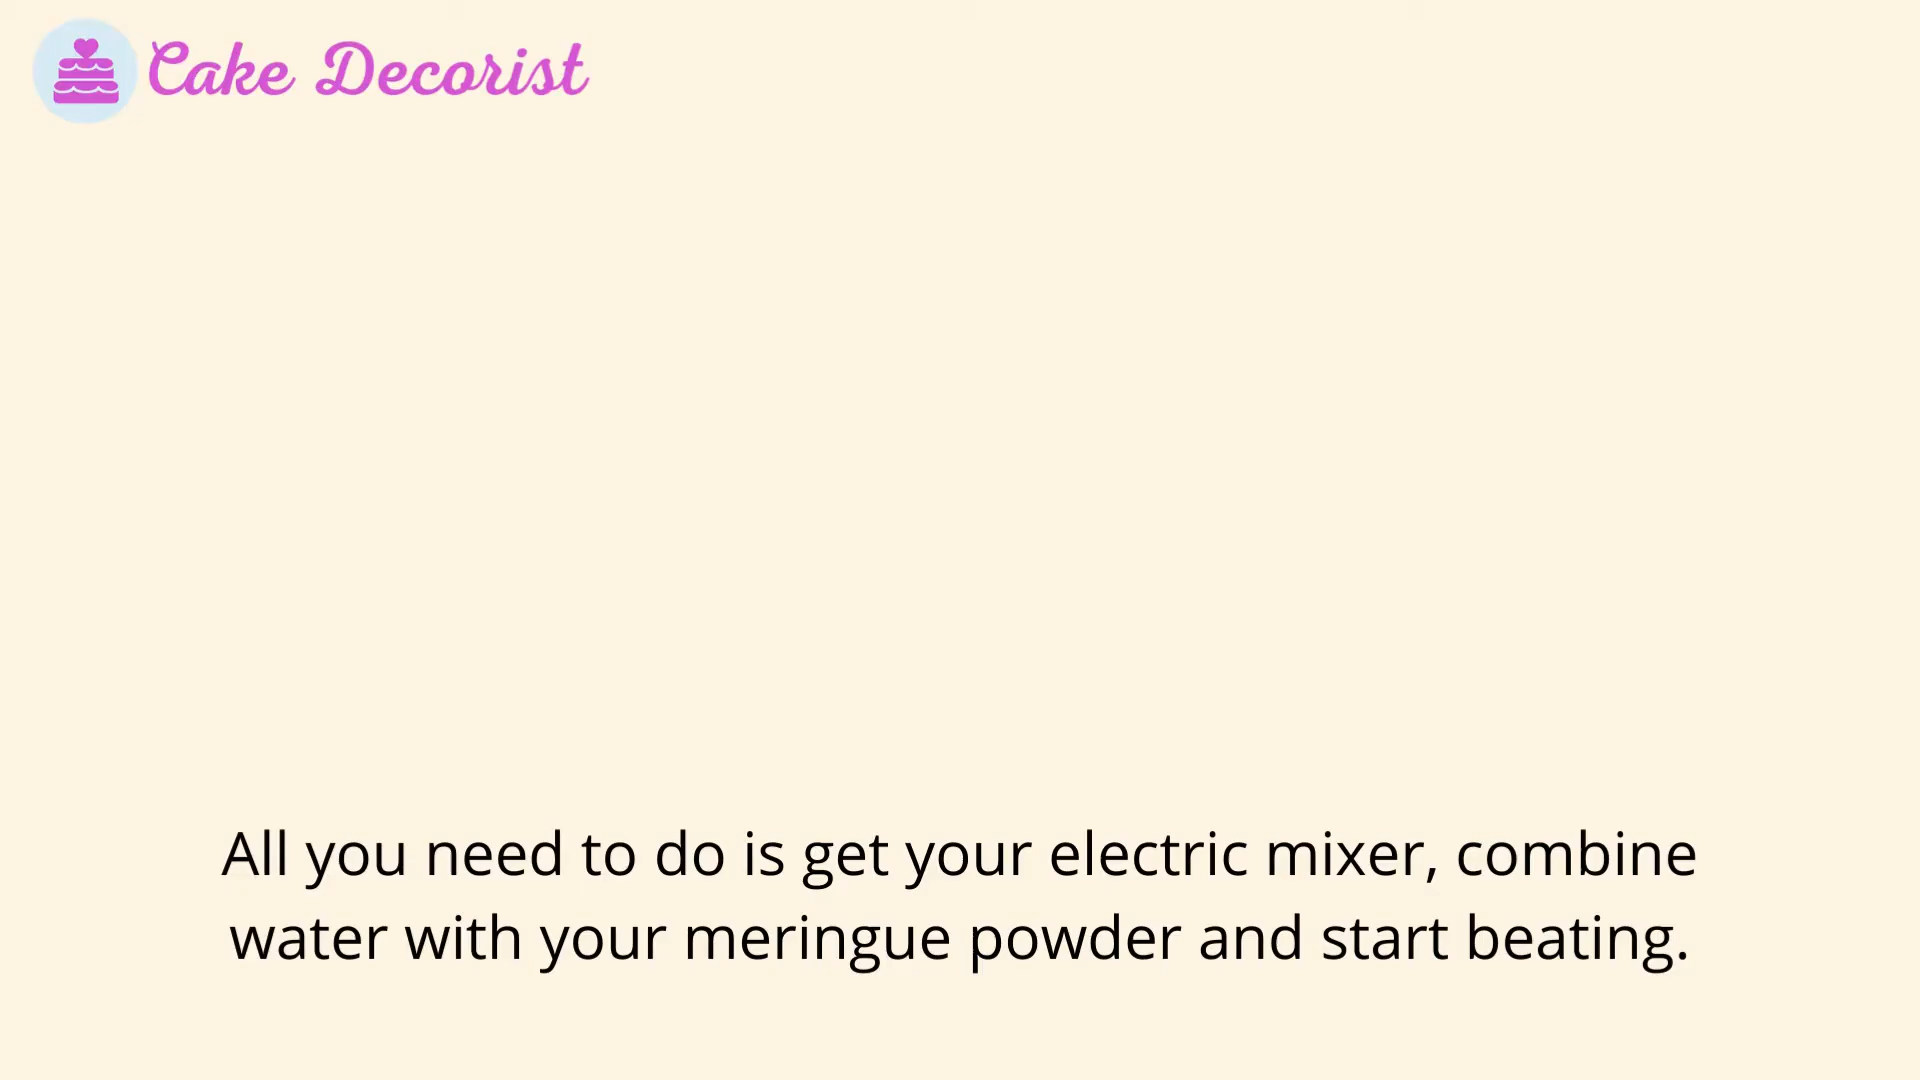 Cake Decorist
All you need to do is get your electric mixer, combine
water with your meringue powder and start beating.